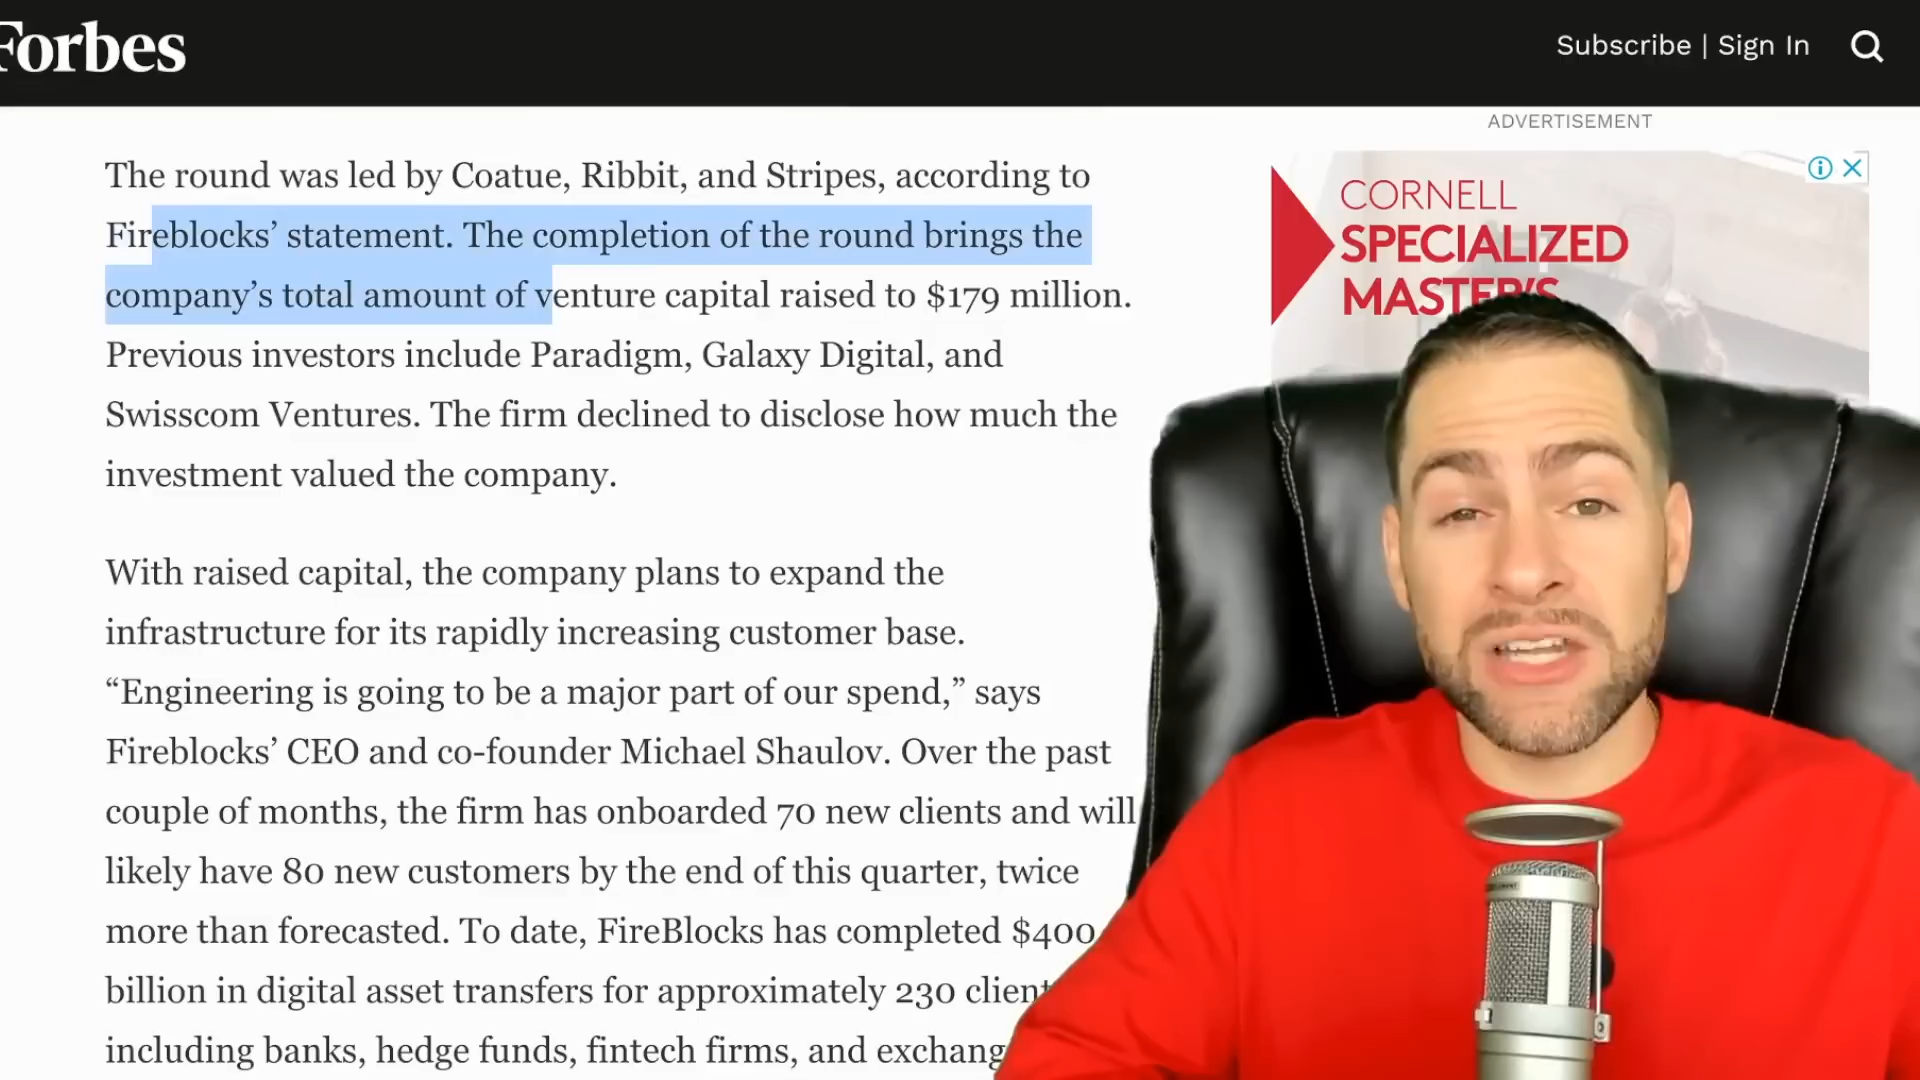 Forbes
Subscribe | Sign In
ADVERTISEMENT
The round was led by Coatue, Ribbit, and Stripes, according to
Fireblocks’ statement. The completion of the round brings the
company’s total amount of venture capital raised to $179 million.
Previous investors include Paradigm, Galaxy Digital, and
Swisscom Ventures. The firm declined to disclose how much the
investment valued the company.
With raised capital, the company plans to expand the
infrastructure for its rapidly increasing customer base.
“Engineering is going to be a major part of our spend,” says
Fireblocks’ CEO and co-founder Michael Shaulov. Over the past
couple of months, the firm has onboarded 70 new clients and will
likely have 80 new customers by the end of this quarter, twice
more than forecasted. To date, FireBlocks has completed $400
billion in digital asset transfers for approximately 230 client
including banks, hedge funds, fintech firms, and exchang
CORNELL
SPECIALIZED
MASTER'S